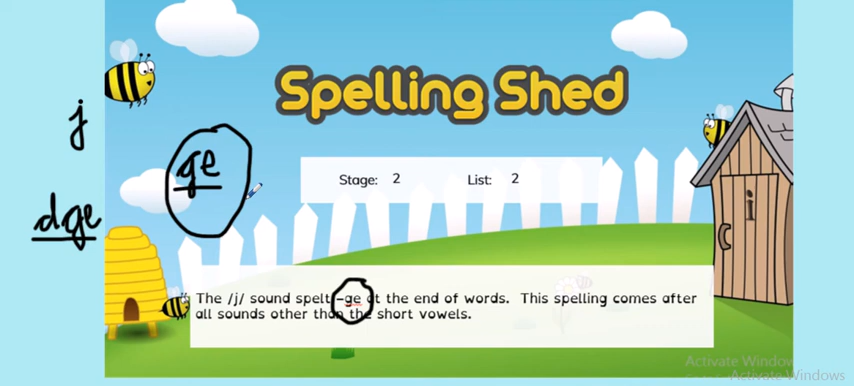 Spelling Shed
j
ge
Stage: 2 List: 2
dge
i
The /j/ sound spelt -ge at the end of words. This spelling comes after
all sounds other than the short vowels.
Activate Window
Activate Windows